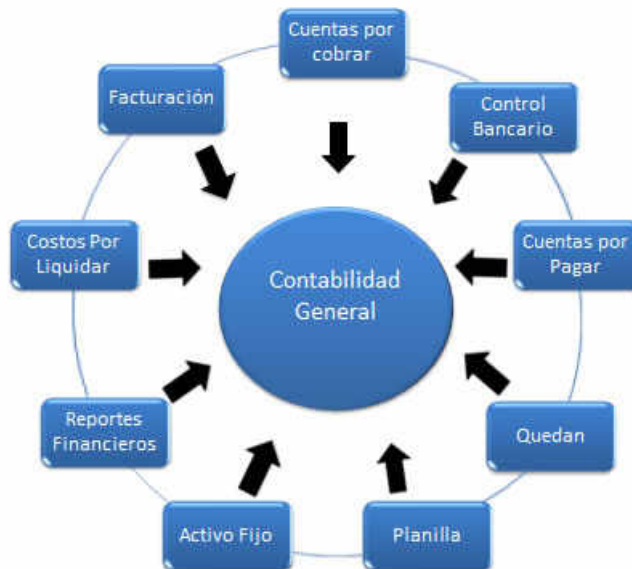 Cuentas por
cobrar
Control
Bancario
Cuentas por
Pagar
Quedan
Planilla
Activo Fijo
Reportes
Financieros
Costos Por
Liquidar
Facturación
Contabilidad
General